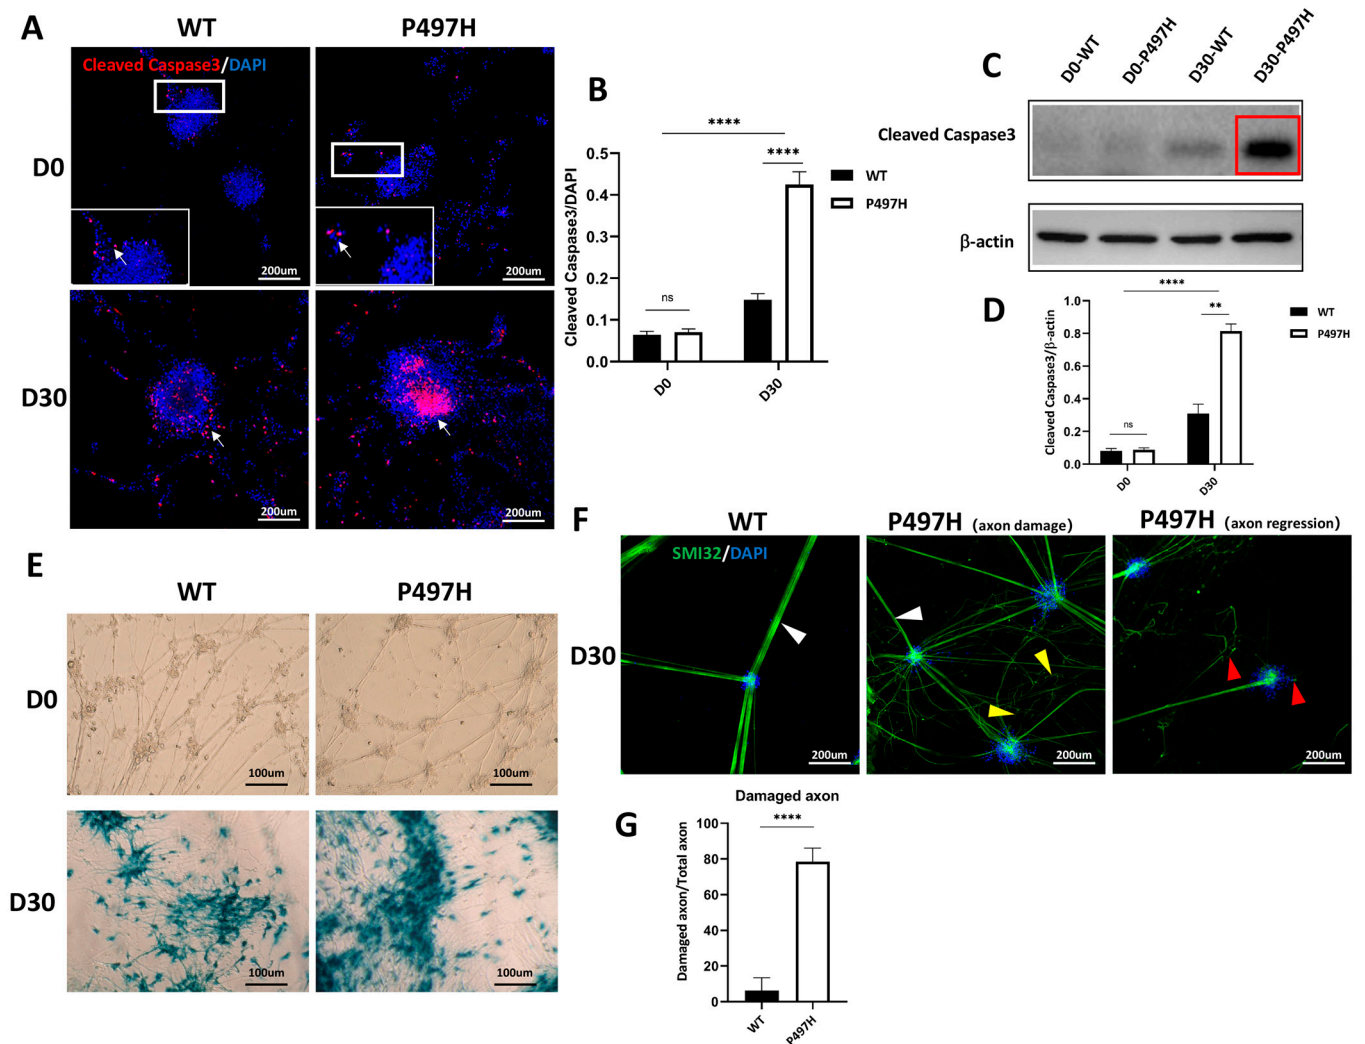 A
WT
P497H
Cleaved Caspase3/DAPI
D0
200um
200um
D30
200um
200um
B
Cleaved Caspase3/DAPI
0.5
0.4
0.3
0.2
0.1
0.0
ns
****
****
D0
D30
WT
P497H
C
D0-WT
D0-P497H
D30-WT
D30-P497H
Cleaved Caspase3
β-actin
D
Cleaved Caspase3/β-actin
1.0
0.8
0.6
0.4
0.2
0.0
ns
****
**
D0
D30
WT
P497H
E
WT
P497H
D0
100um
100um
D30
100um
100um
F
WT
P497H (axon damage)
P497H (axon regression)
SMI32/DAPI
D30
200um
200um
200um
G
Damaged axon
Damaged axon/Total axon
100
80
60
40
20
0
****
WT
P497H